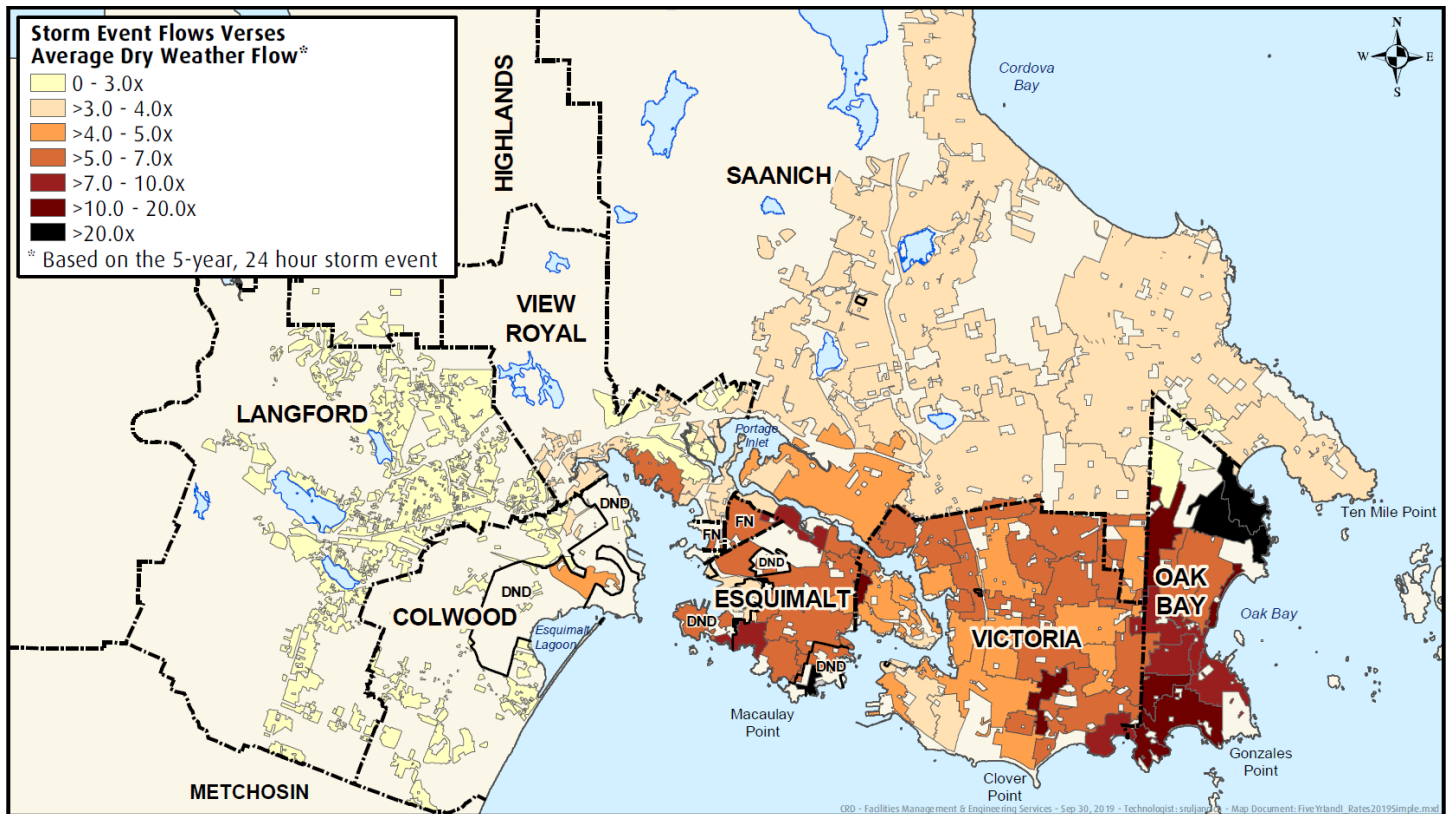 Storm Event Flows Verses
Average Dry Weather Flow*
0 - 3.0x
>3.0 - 4.0x
>4.0 - 5.0x
>5.0 - 7.0x
>7.0 - 10.0x
>10.0 - 20.0x
>20.0x
* Based on the 5-year, 24 hour storm event
N
W
E
S
Cordova
Bay
HIGHLANDS
SAANICH
VIEW
ROYAL
LANGFORD
Portage
Inlet
DND
Ten Mile Point
FN
FN
DND
OAK
BAY
DND
ESQUIMALT
COLWOOD
Oak Bay
DND
Esquimalt
Lagoon
VICTORIA
DND
Macaulay
Point
Gonzales
Point
Clover
Point
METCHOSIN
CRD - Facilities Management & Engineering Services - Sep 30, 2019 - Technologist: